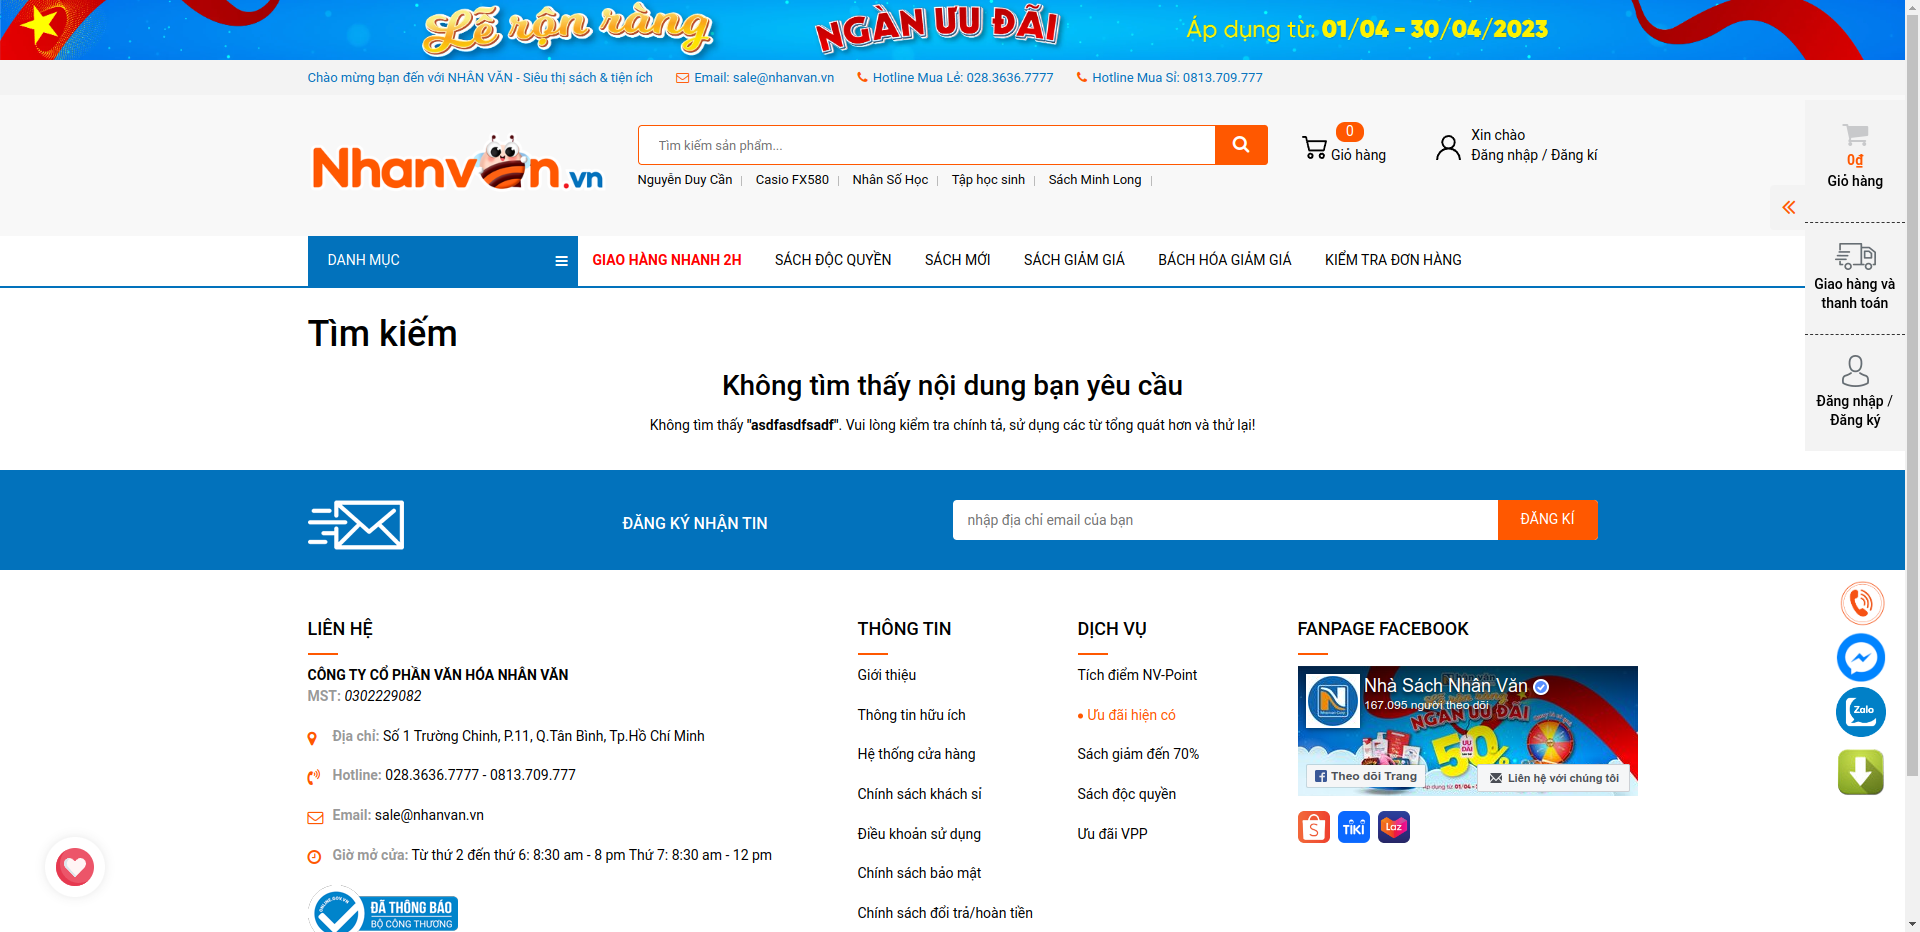 Lễ rộn ràng
NGÀN ƯU ĐÃI
Áp dụng từ: 01/04 - 30/04/2023
Chào mừng bạn đến với NHÂN VĂN - Siêu thị sách & tiện ích
Email: sale@nhanvan.vn
Hotline Mua Lẻ: 028.3636.7777
Hotline Mua Sỉ: 0813.709.777
Nhanvan.vn
Tìm kiếm sản phẩm...
0
Giỏ hàng
Xin chào
Đăng nhập / Đăng kí
Nguyễn Duy Cần
Casio FX580
Nhân Số Học
Tập học sinh
Sách Minh Long
0₫
Giỏ hàng
DANH MỤC
GIAO HÀNG NHANH 2H
SÁCH ĐỘC QUYỀN
SÁCH MỚI
SÁCH GIẢM GIÁ
BÁCH HÓA GIẢM GIÁ
KIỂM TRA ĐƠN HÀNG
Giao hàng và
thanh toán
Đăng nhập /
Đăng ký
Tìm kiếm
Không tìm thấy nội dung bạn yêu cầu
Không tìm thấy "asdfasdfsadf". Vui lòng kiểm tra chính tả, sử dụng các từ tổng quát hơn và thử lại!
ĐĂNG KÝ NHẬN TIN
nhập địa chỉ email của bạn
ĐĂNG KÍ
LIÊN HỆ
CÔNG TY CỔ PHẦN VĂN HÓA NHÂN VĂN
MST: 0302229082
Địa chỉ: Số 1 Trường Chinh, P.11, Q.Tân Bình, Tp.Hồ Chí Minh
Hotline: 028.3636.7777 - 0813.709.777
Email: sale@nhanvan.vn
Giờ mở cửa: Từ thứ 2 đến thứ 6: 8:30 am - 8 pm Thứ 7: 8:30 am - 12 pm
ONLINE.GOV.VN
ĐÃ THÔNG BÁO
BỘ CÔNG THƯƠNG
THÔNG TIN
Giới thiệu
Thông tin hữu ích
Hệ thống cửa hàng
Chính sách khách sỉ
Điều khoản sử dụng
Chính sách bảo mật
Chính sách đổi trả/hoàn tiền
DỊCH VỤ
Tích điểm NV-Point
Ưu đãi hiện có
Sách giảm đến 70%
Sách độc quyền
Ưu đãi VPP
FANPAGE FACEBOOK
Nhà Sách Nhân Văn
167.095 người theo dõi
NGÀN ƯU ĐÃI
ƯU ĐÃI
50%
Theo dõi Trang
Liên hệ với chúng tôi
TIKI
Laz
Zalo